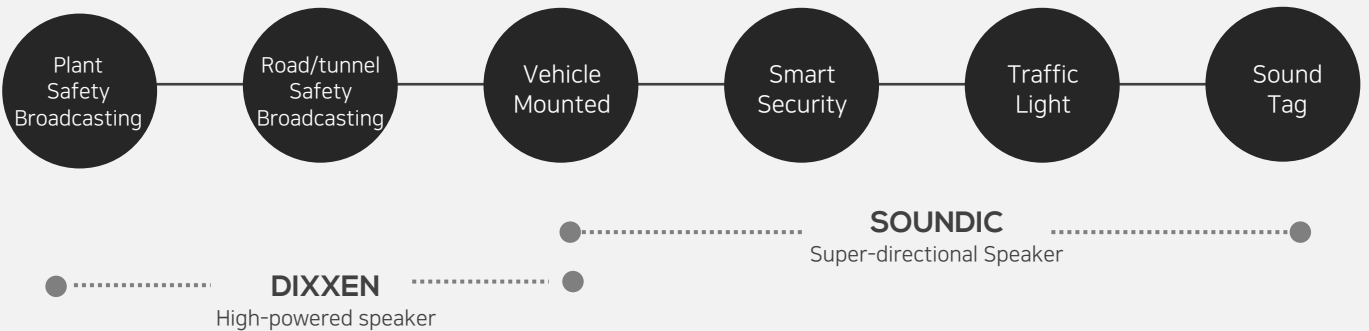 Plant
Safety
Broadcasting
Road/tunnel
Safety
Broadcasting
Vehicle
Mounted
Smart
Security
Traffic
Light
Sound
Tag
SOUNDIC
Super-directional Speaker
DIXXEN
High-powered speaker